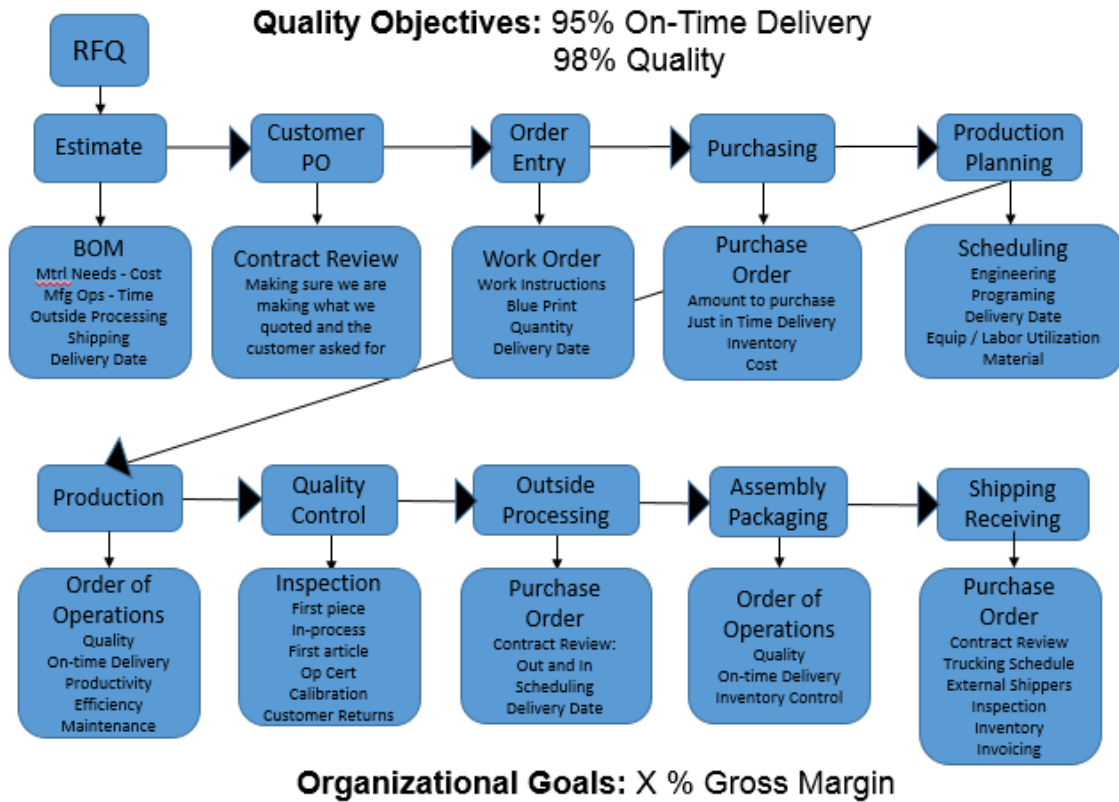 Quality Objectives: 95% On-Time Delivery
98% Quality
RFQ
Estimate
Customer
PO
Order
Entry
Purchasing
Production
Planning
BOM
Mtrl Needs - Cost
Mfg Ops - Time
Outside Processing
Shipping
Delivery Date
Contract Review
Making sure we are
making what we
quoted and the
customer asked for
Work Order
Work Instructions
Blue Print
Quantity
Delivery Date
Purchase
Order
Amount to purchase
Just in Time Delivery
Inventory
Cost
Scheduling
Engineering
Programing
Delivery Date
Equip / Labor Utilization
Material
Production
Quality
Control
Outside
Processing
Assembly
Packaging
Shipping
Receiving
Order of
Operations
Quality
On-time Delivery
Productivity
Efficiency
Maintenance
Inspection
First piece
In-process
First article
Op Cert
Calibration
Customer Returns
Purchase
Order
Contract Review:
Out and In
Scheduling
Delivery Date
Order of
Operations
Quality
On-time Delivery
Inventory Control
Purchase
Order
Contract Review
Trucking Schedule
External Shippers
Inspection
Inventory
Invoicing
Organizational Goals: X % Gross Margin